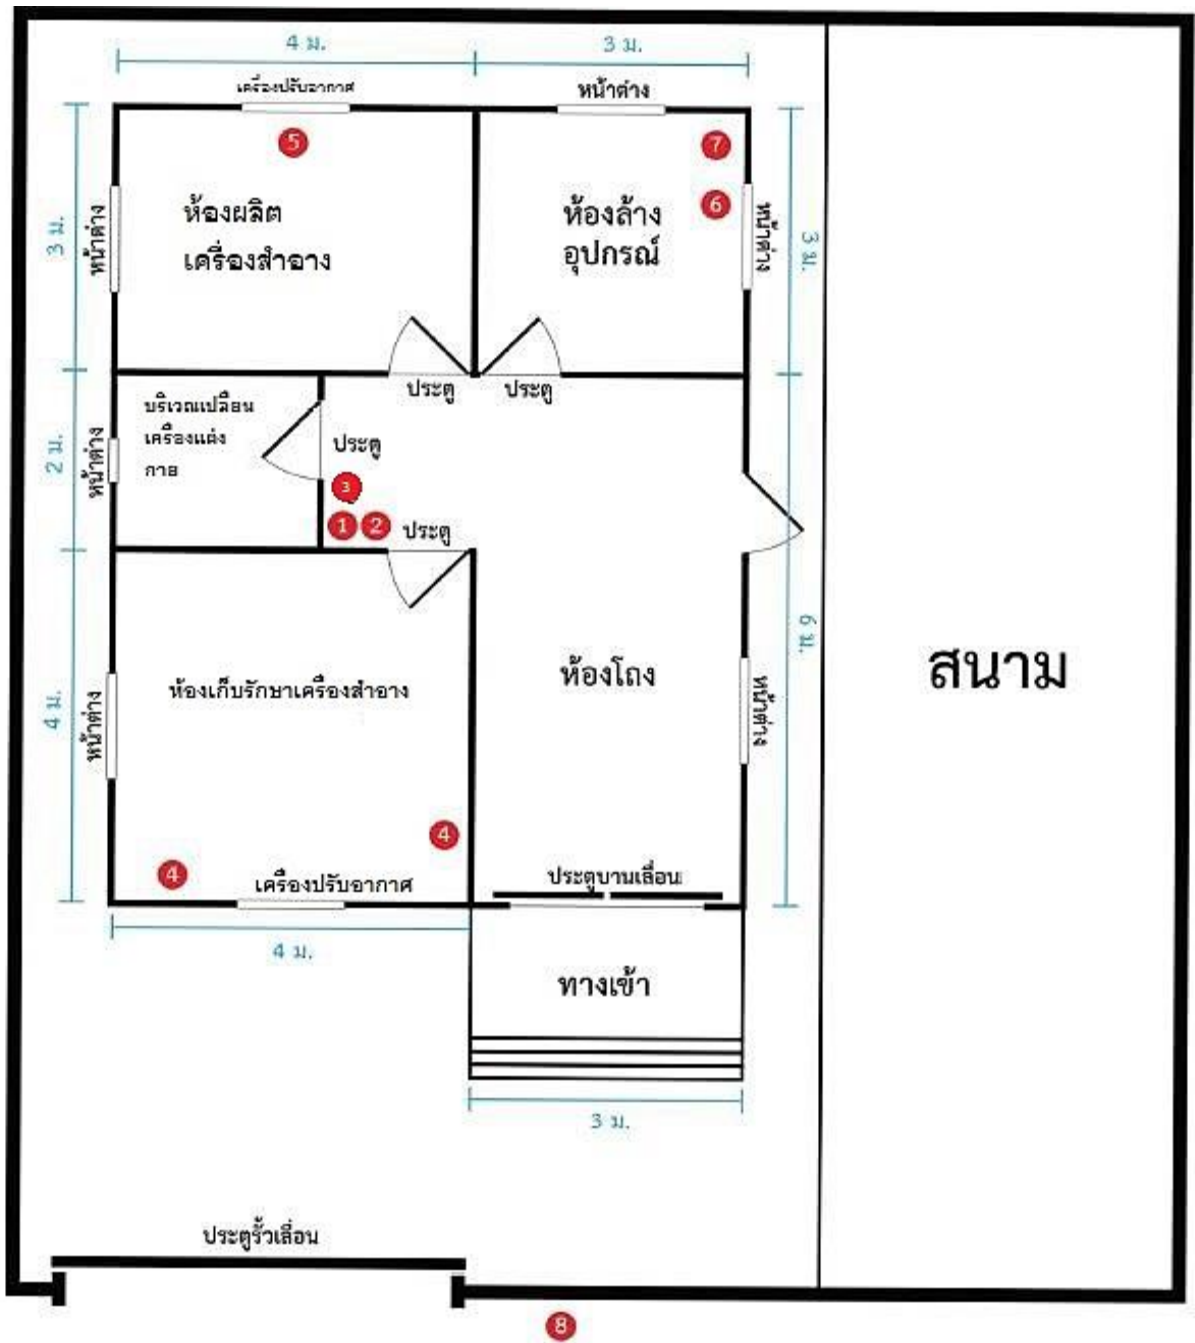 4 ม.
3 ม.
เครื่องปรับอากาศ
หน้าต่าง
5
7
3 ม.
หน้าต่าง
ห้องผลิต
เครื่องสำอาง
ห้องล้าง
อุปกรณ์
6
หน้าต่าง
3 ม.
ประตู
ประตู
2 ม.
หน้าต่าง
บริเวณเปลี่ยน
เครื่องแต่ง
กาย
ประตู
3
1
2
ประตู
4 ม.
หน้าต่าง
ห้องเก็บรักษาเครื่องสำอาง
ห้องโถง
หน้าต่าง
6 ม.
สนาม
4
4
เครื่องปรับอากาศ
ประตูบานเลื่อน
4 ม.
ทางเข้า
3 ม.
ประตูรั้วเลื่อน
8